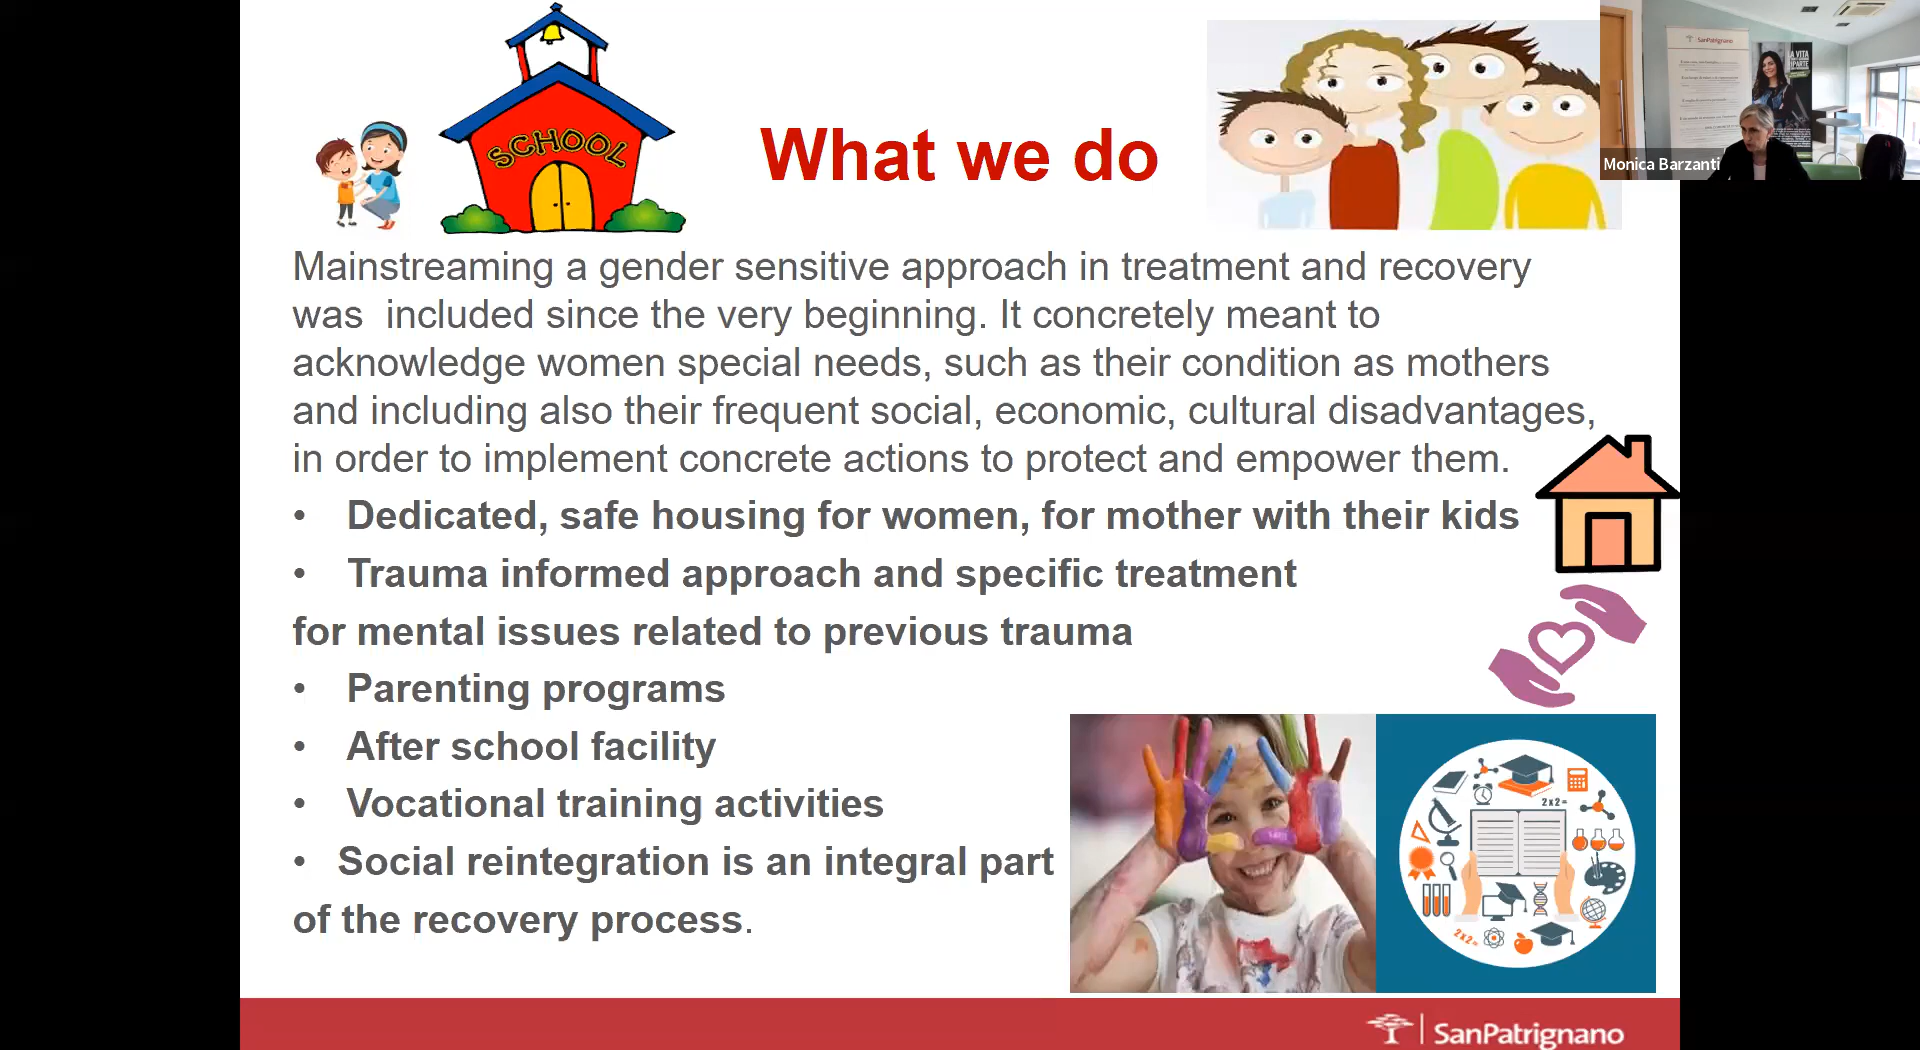 SCHOOL
What we do
SanPatrignano
A VITA
PARTE
Monica Barzanti
Mainstreaming a gender sensitive approach in treatment and recovery
was  included since the very beginning. It concretely meant to
acknowledge women special needs, such as their condition as mothers
and including also their frequent social, economic, cultural disadvantages,
in order to implement concrete actions to protect and empower them.
• Dedicated, safe housing for women, for mother with their kids
• Trauma informed approach and specific treatment
for mental issues related to previous trauma
• Parenting programs
• After school facility
• Vocational training activities
• Social reintegration is an integral part
of the recovery process.
2x2=
2x2=
SanPatrignano